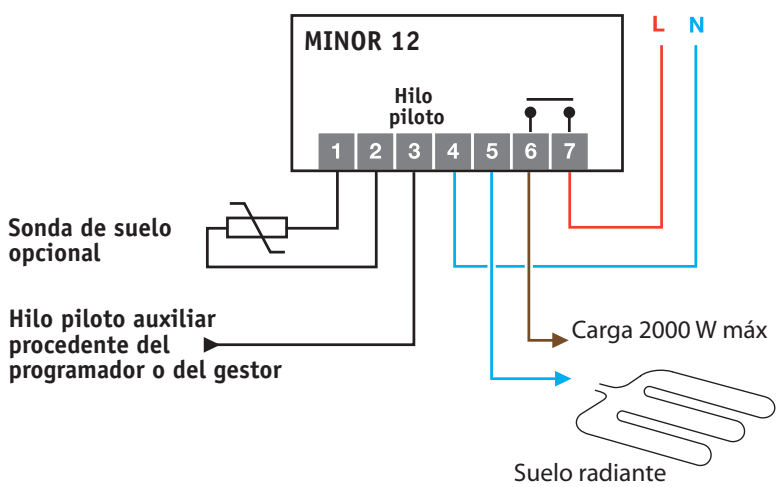 MINOR 12
L N
Hilo
piloto
1 2 3 4 5 6 7
Sonda de suelo
opcional
Hilo piloto auxiliar
procedente del
programador o del gestor
Carga 2000 W máx
Suelo radiante